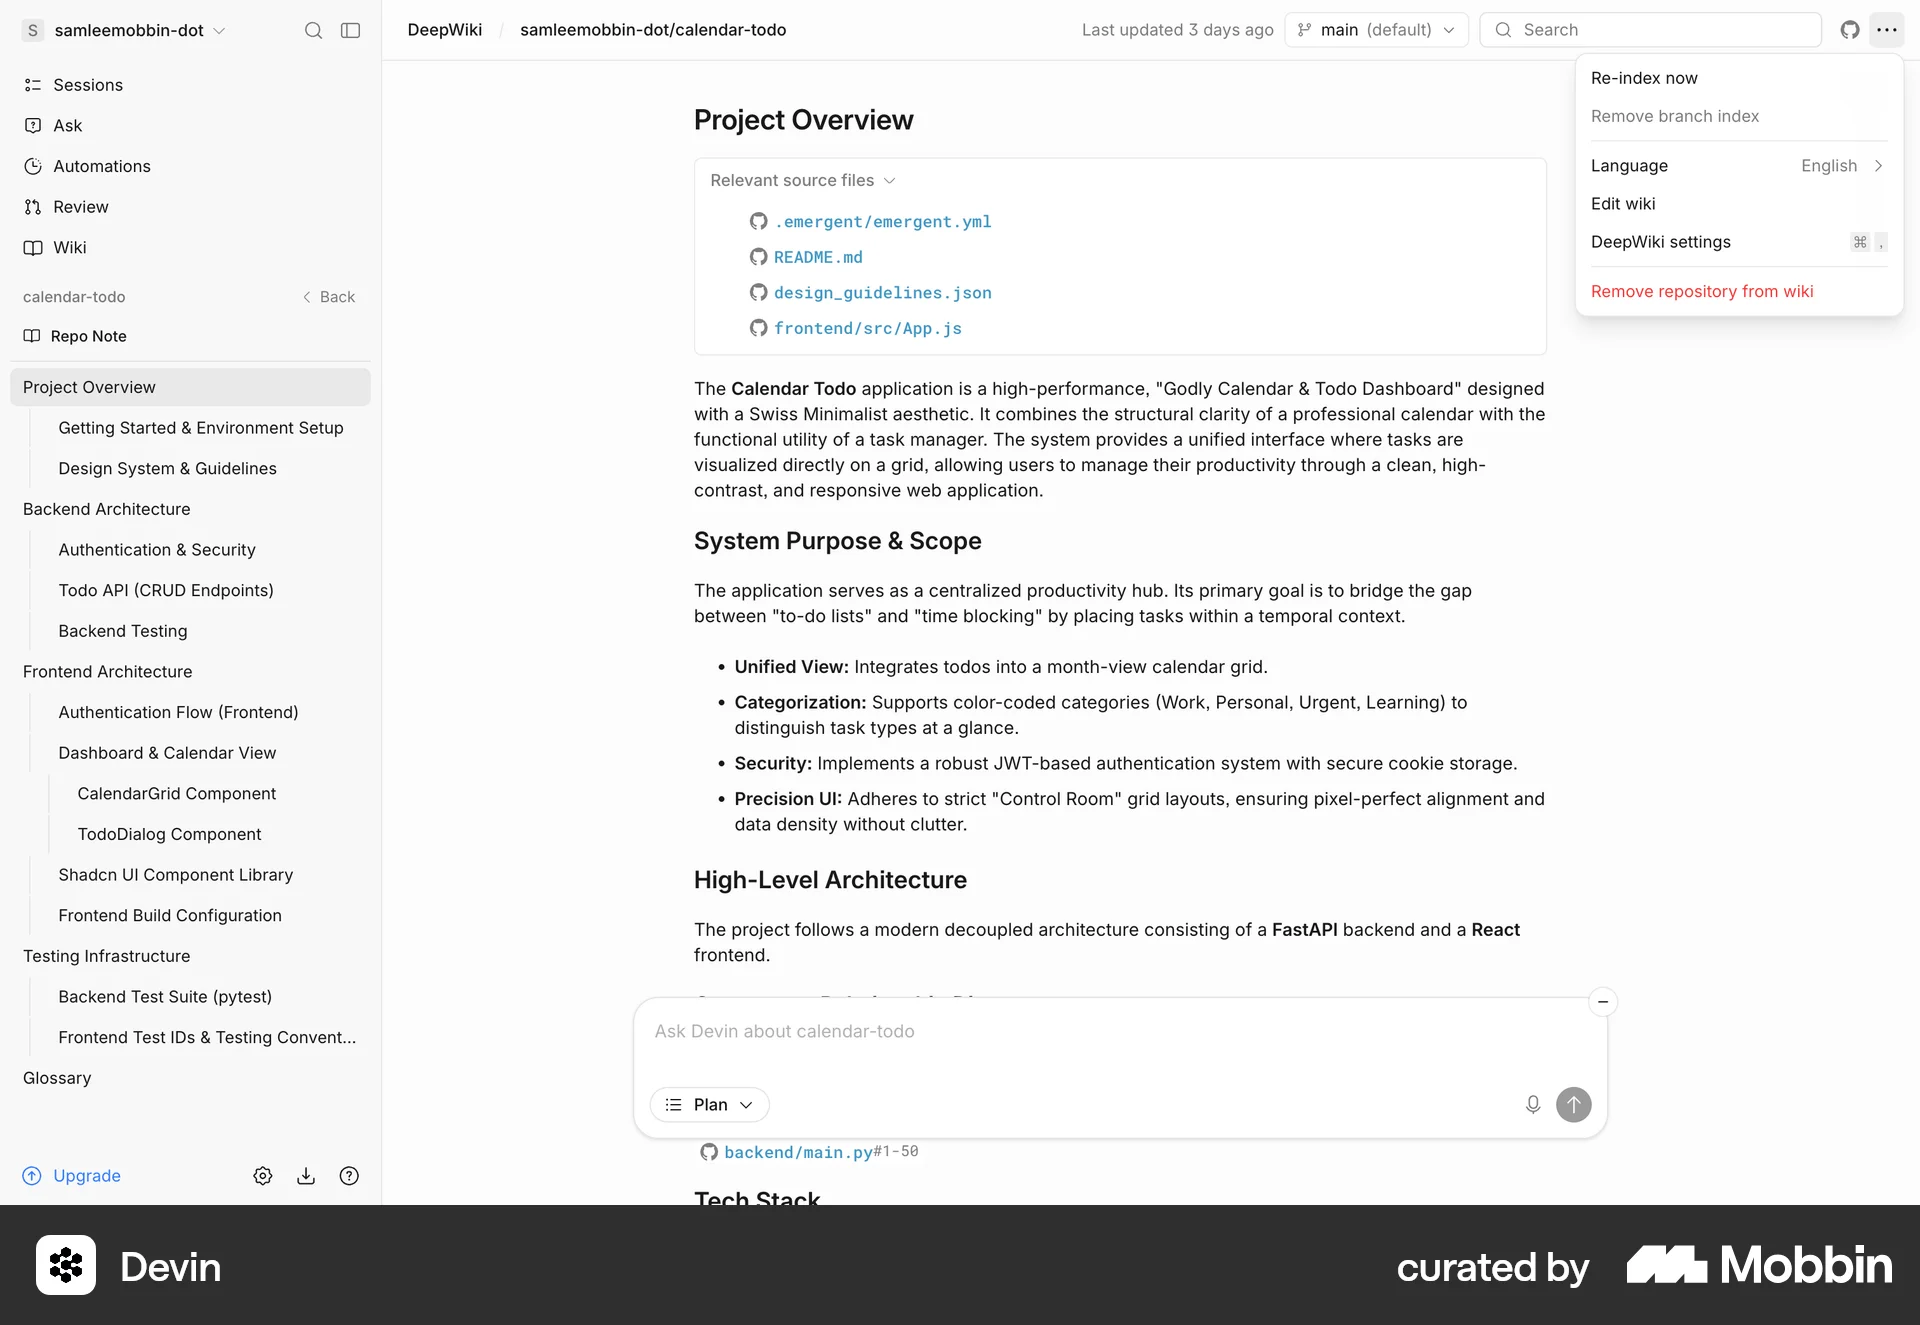 S samleemobbin-dot
Sessions
Ask
Automations
Review
Wiki
calendar-todo
Back
Repo Note
Project Overview
Getting Started & Environment Setup
Design System & Guidelines
Backend Architecture
Authentication & Security
Todo API (CRUD Endpoints)
Backend Testing
Frontend Architecture
Authentication Flow (Frontend)
Dashboard & Calendar View
CalendarGrid Component
TodoDialog Component
Shadcn UI Component Library
Frontend Build Configuration
Testing Infrastructure
Backend Test Suite (pytest)
Frontend Test IDs & Testing Convent...
Glossary
Upgrade
DeepWiki / samleemobbin-dot/calendar-todo
Last updated 3 days ago
main (default)
Search
Re-index now
Remove branch index
Language English
Edit wiki
DeepWiki settings ⌘ ,
Remove repository from wiki
Project Overview
Relevant source files
.emergent/emergent.yml
README.md
design_guidelines.json
frontend/src/App.js
The Calendar Todo application is a high-performance, "Godly Calendar & Todo Dashboard" designed
with a Swiss Minimalist aesthetic. It combines the structural clarity of a professional calendar with the
functional utility of a task manager. The system provides a unified interface where tasks are
visualized directly on a grid, allowing users to manage their productivity through a clean, high-
contrast, and responsive web application.
System Purpose & Scope
The application serves as a centralized productivity hub. Its primary goal is to bridge the gap
between "to-do lists" and "time blocking" by placing tasks within a temporal context.
• Unified View: Integrates todos into a month-view calendar grid.
• Categorization: Supports color-coded categories (Work, Personal, Urgent, Learning) to
distinguish task types at a glance.
• Security: Implements a robust JWT-based authentication system with secure cookie storage.
• Precision UI: Adheres to strict "Control Room" grid layouts, ensuring pixel-perfect alignment and
data density without clutter.
High-Level Architecture
The project follows a modern decoupled architecture consisting of a FastAPI backend and a React
frontend.
Ask Devin about calendar-todo
Plan
backend/main.py#1-50
Tech Stack
Devin
curated by Mobbin